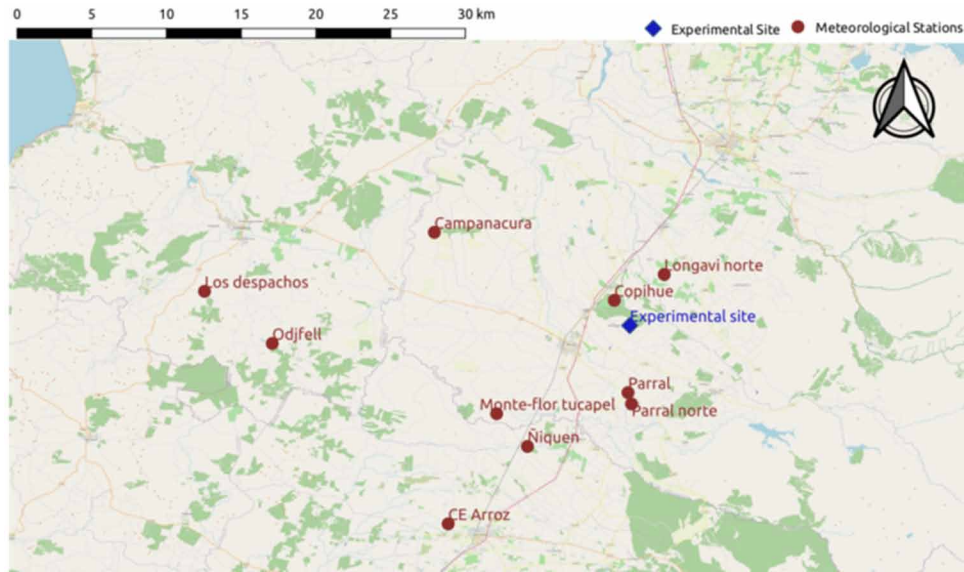 0 5 10 15 20 25 30 km
Experimental Site Meteorological Stations
Campanacura
Longavi norte
Los despachos
Copihue
Experimental site
Odjfell
Parral
Monte-flor tucapel
Parral norte
Ñiquen
CE Arroz